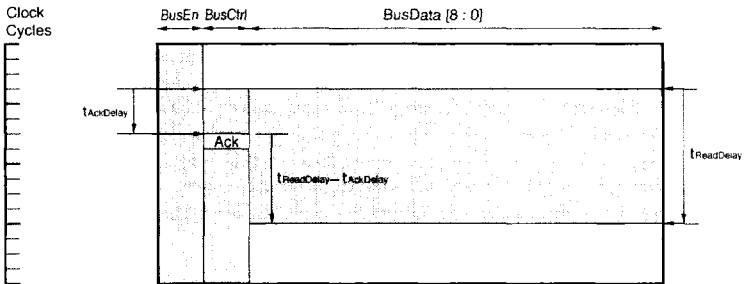 Clock BusEn BusCtrl BusData [8 : 0]
Cycles
tAckDelay
Ack
tReadDelay — tAckDelay
tReadDelay